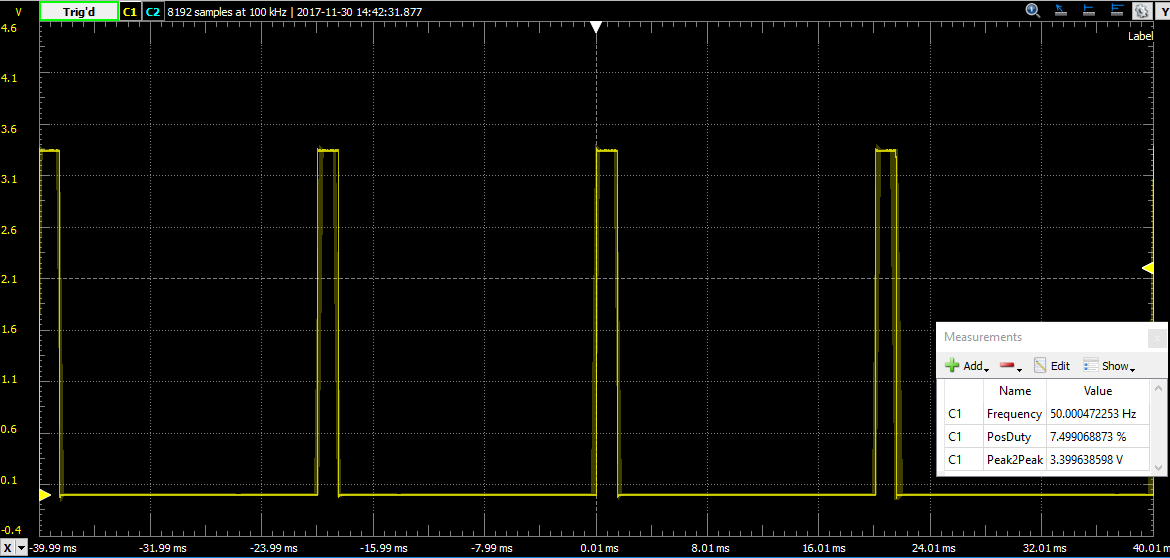 V Trig'd C1 C2 8192 samples at 100 kHz | 2017-11-30 14:42:31.877 Y
Label
4.6
4.1
3.6
3.1
2.6
2.1
1.6
1.1
0.6
0.1
-0.4
Measurements
Add Edit Show
Name Value
C1 Frequency 50.000472253 Hz
C1 PosDuty 7.499068873 %
C1 Peak2Peak 3.399638598 V
X -39.99 ms -31.99 ms -23.99 ms -15.99 ms -7.99 ms 0.01 ms 8.01 ms 16.01 ms 24.01 ms 32.01 ms 40.01 m